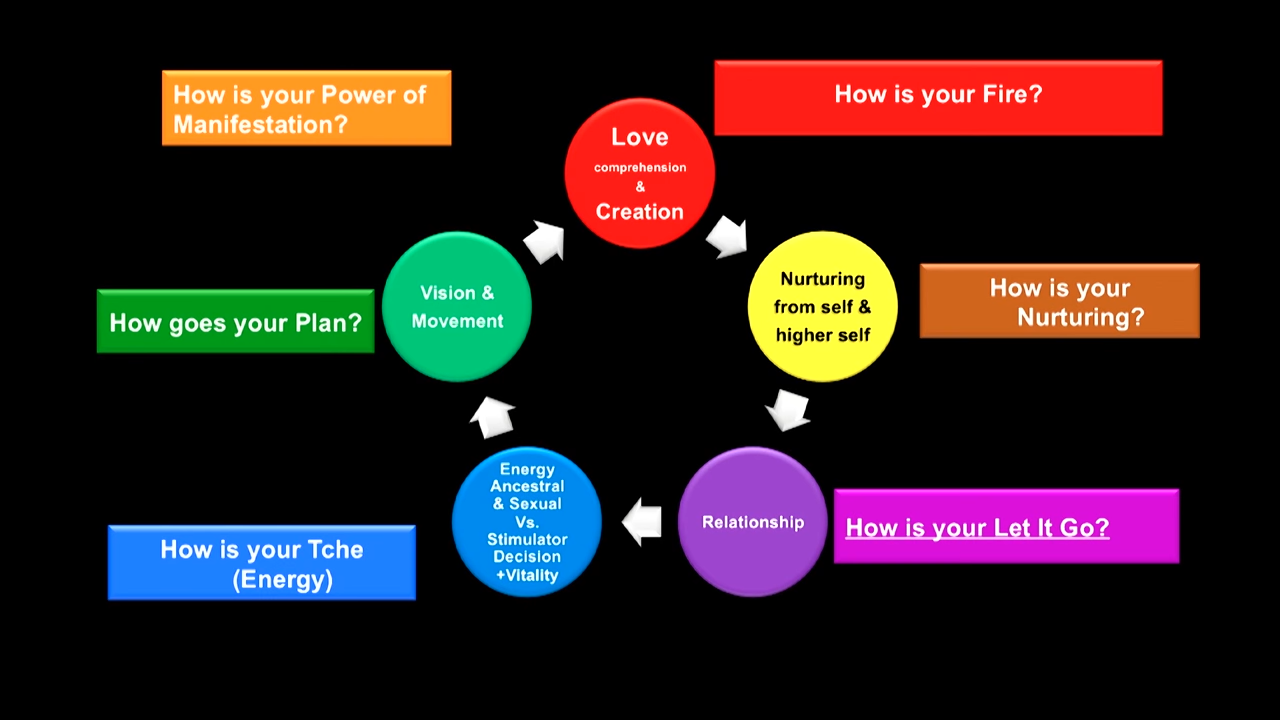 How is your Power of
Manifestation?
How is your Fire?
Love
comprehension
&
Creation
Vision &
Movement
Nurturing
from self &
higher self
How is your
Nurturing?
How goes your Plan?
Energy
Ancestral
& Sexual
Vs.
Stimulator
Decision
+Vitality
Relationship
How is your Let It Go?
How is your Tche
(Energy)